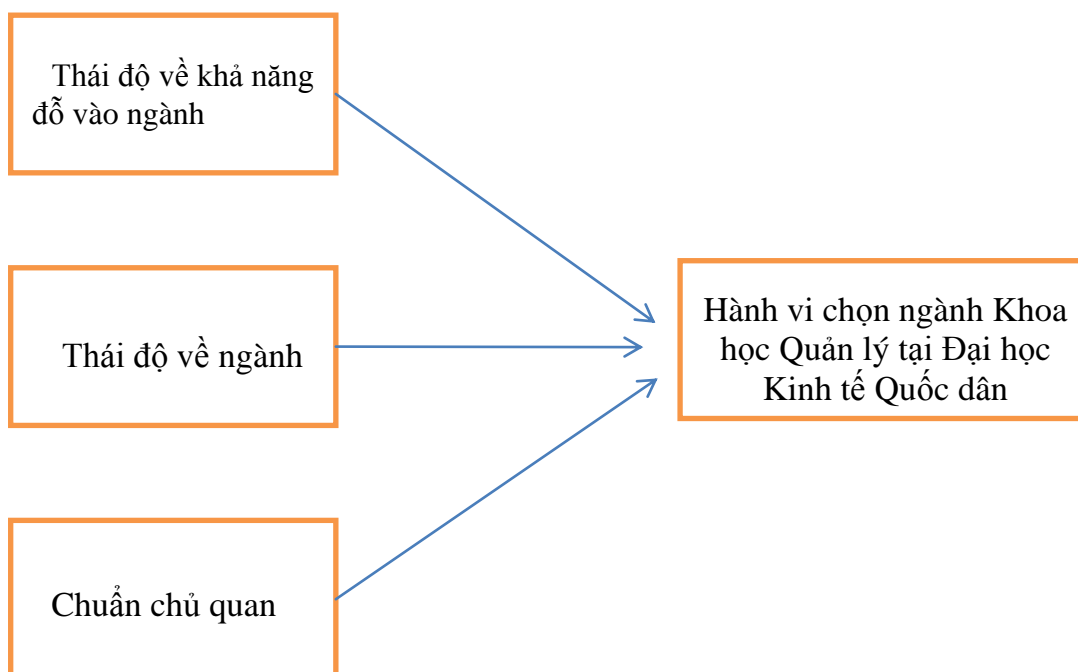 Thái độ về khả năng
đỗ vào ngành
Thái độ về ngành
Hành vi chọn ngành Khoa
học Quản lý tại Đại học
Kinh tế Quốc dân
Chuẩn chủ quan